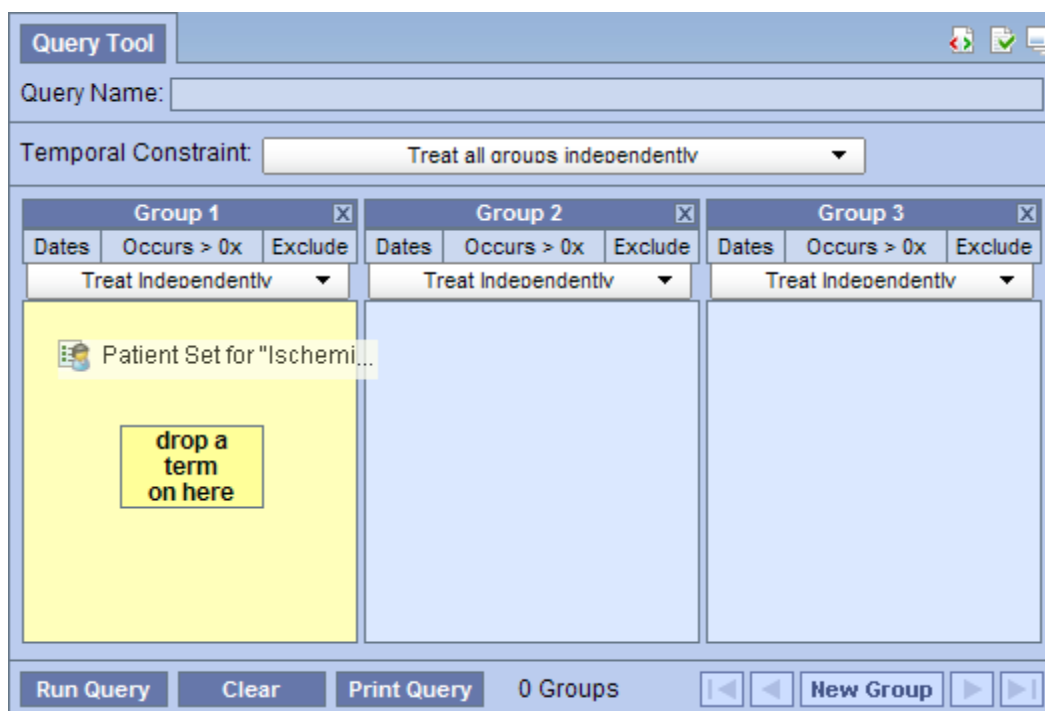 Query Tool
Query Name:
Temporal Constraint: Treat all groups independently
Group 1 X Group 2 X Group 3 X
Dates Occurs > 0x Exclude Dates Occurs > 0x Exclude Dates Occurs > 0x Exclude
Treat Independently Treat Independently Treat Independently
Patient Set for "Ischemi...
drop a
term
on here
Run Query Clear Print Query 0 Groups New Group